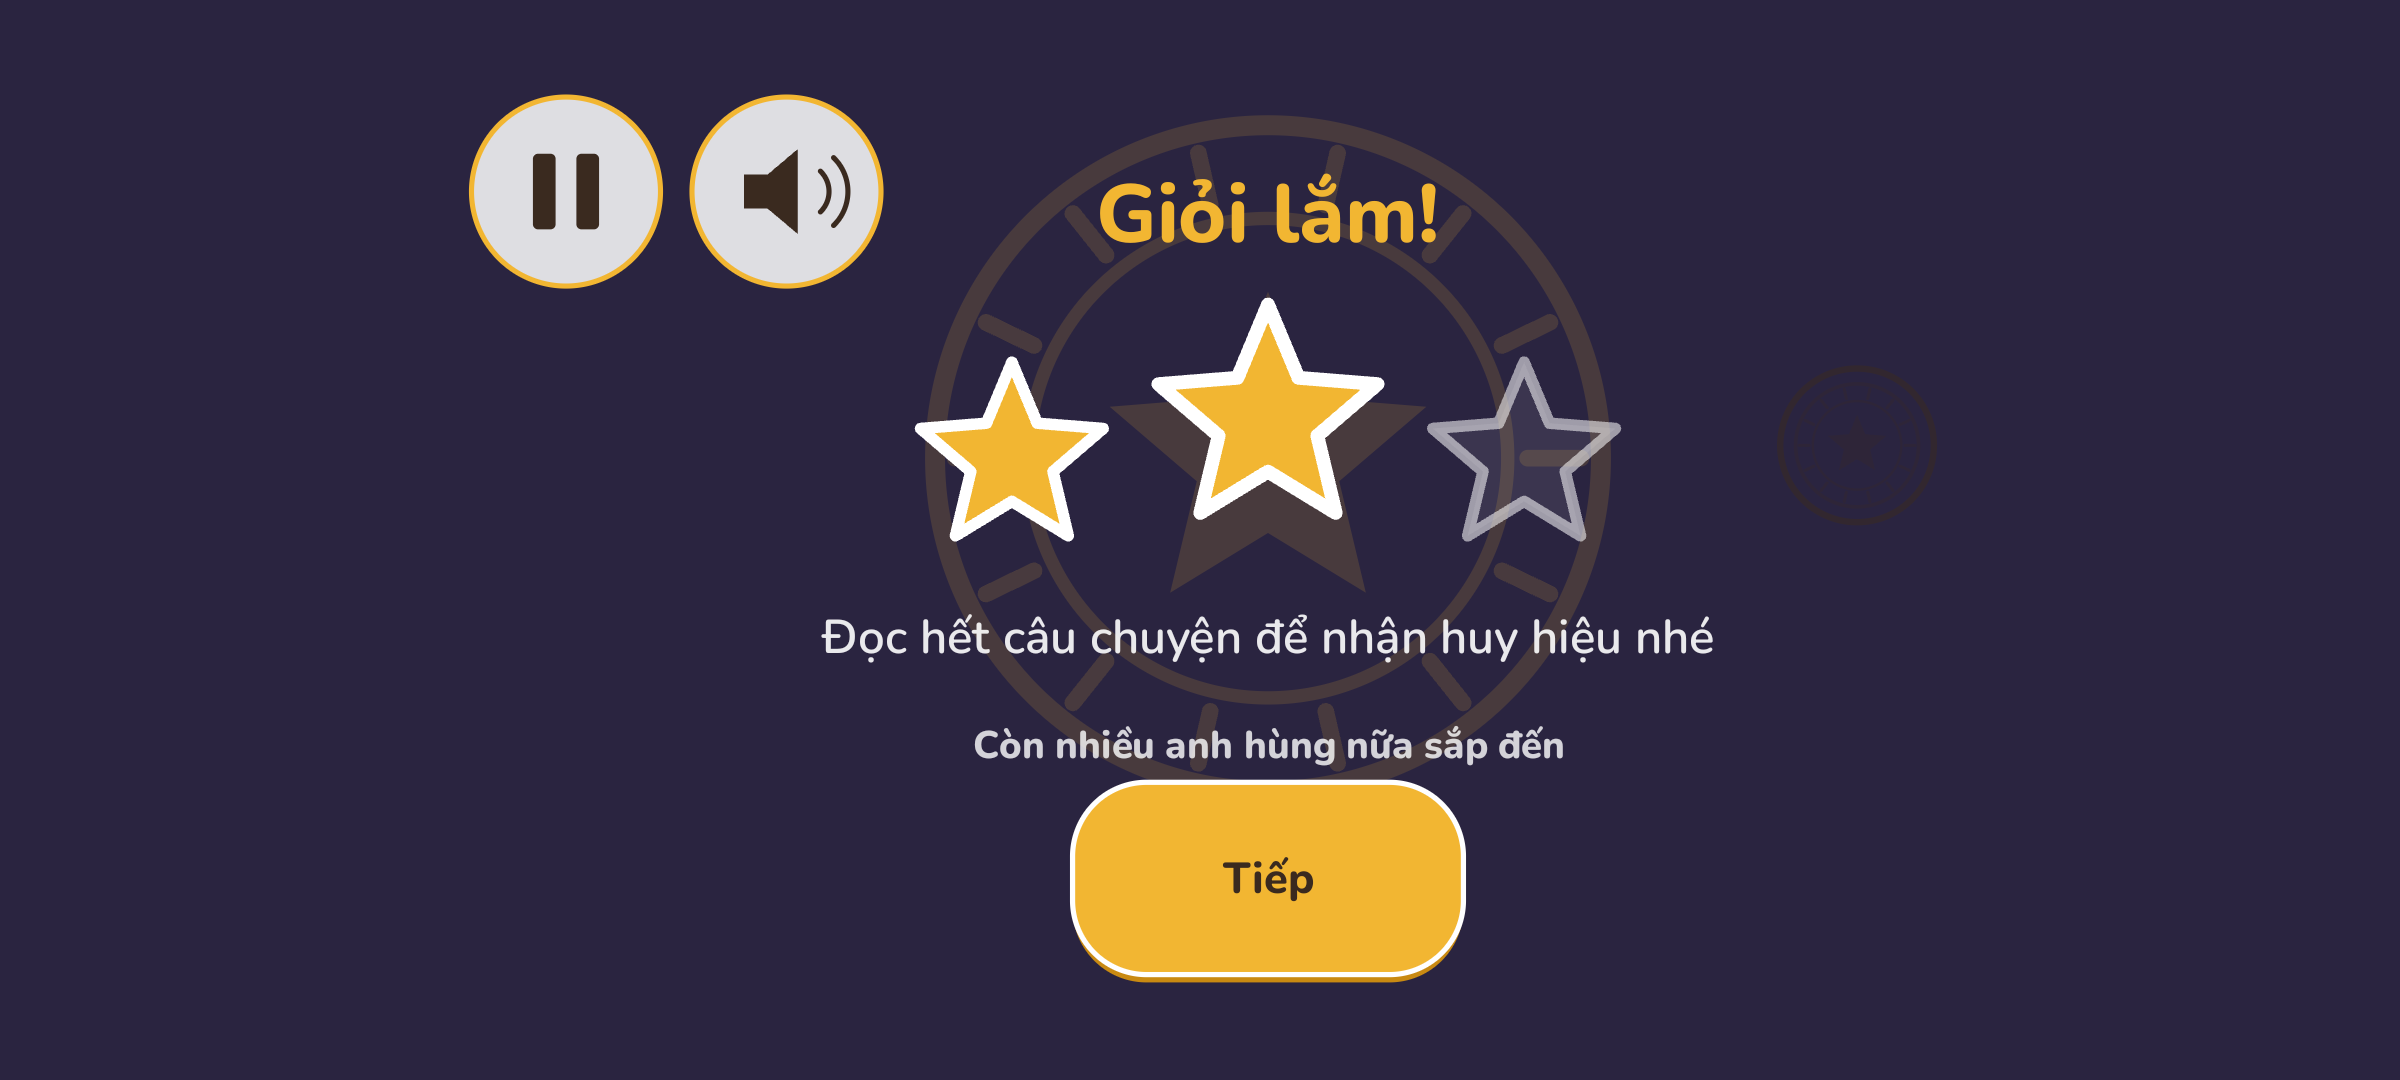 Giỏi lắm!
Đọc hết câu chuyện để nhận huy hiệu nhé
Còn nhiều anh hùng nữa sắp đến
Tiếp